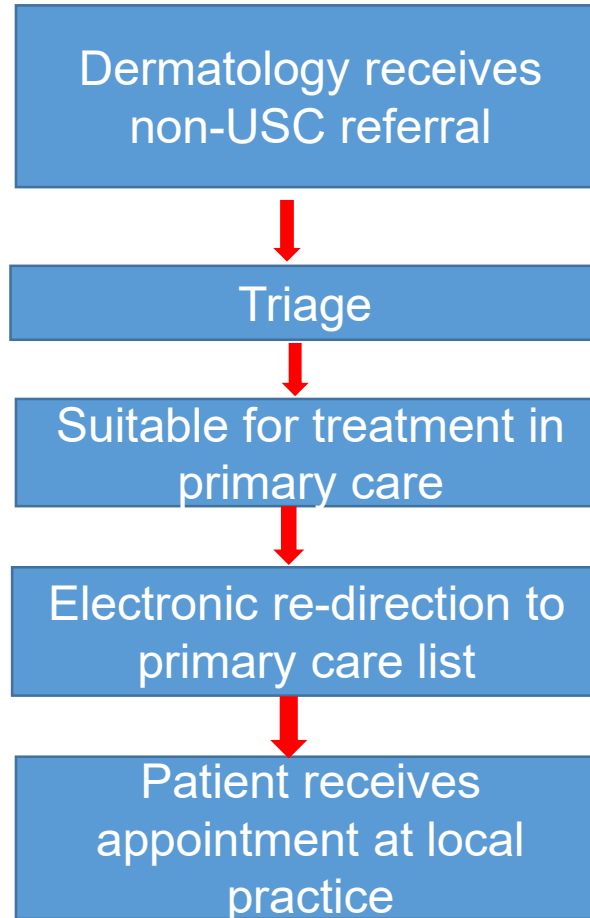 Dermatology receives
non-USC referral
Triage
Suitable for treatment in
primary care
Electronic re-direction to
primary care list
Patient receives
appointment at local
practice